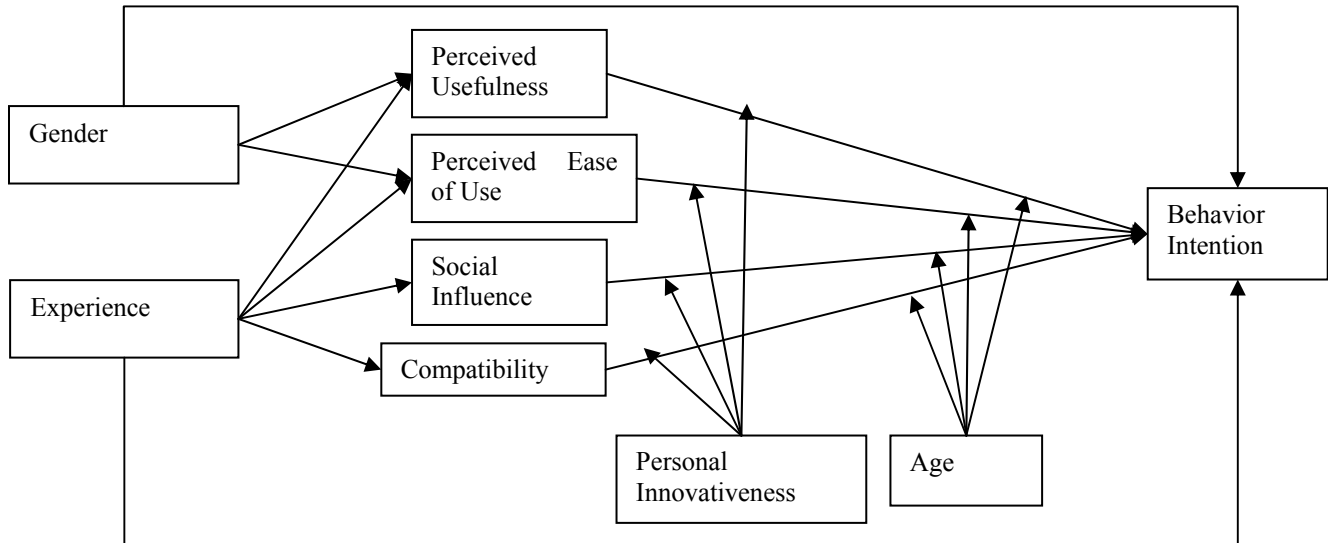 Perceived
Usefulness
Gender
Perceived Ease
of Use
Behavior
Intention
Social
Influence
Experience
Compatibility
Personal
Innovativeness
Age